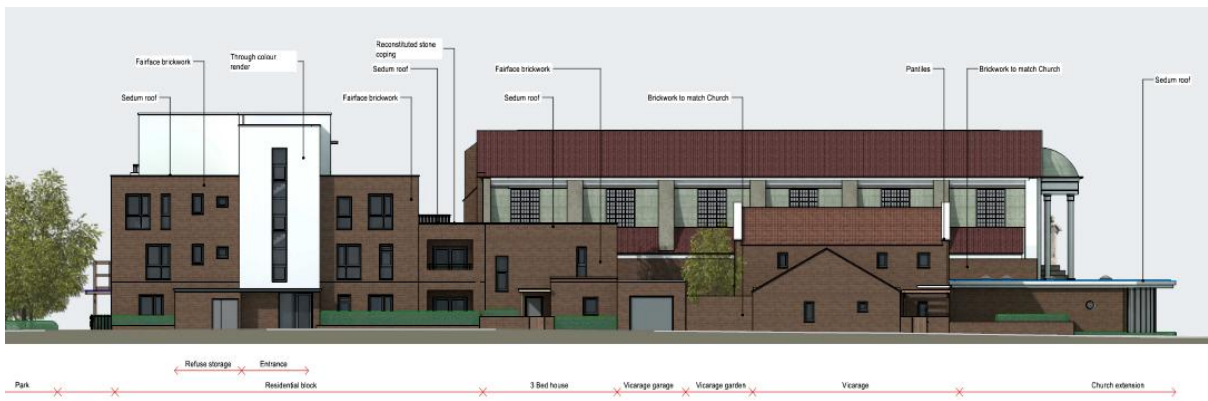 Reconstituted stone
coping
Fairface brickwork
Through colour
render
Sedum roof
Fairface brickwork
Pantiles
Brickwork to match Church
Sedum roof
Sedum roof
Fairface brickwork
Sedum roof
Brickwork to match Church
Refuse storage
Entrance
Park
Residential block
3 Bed house
Vicarage garage
Vicarage garden
Vicarage
Church extension